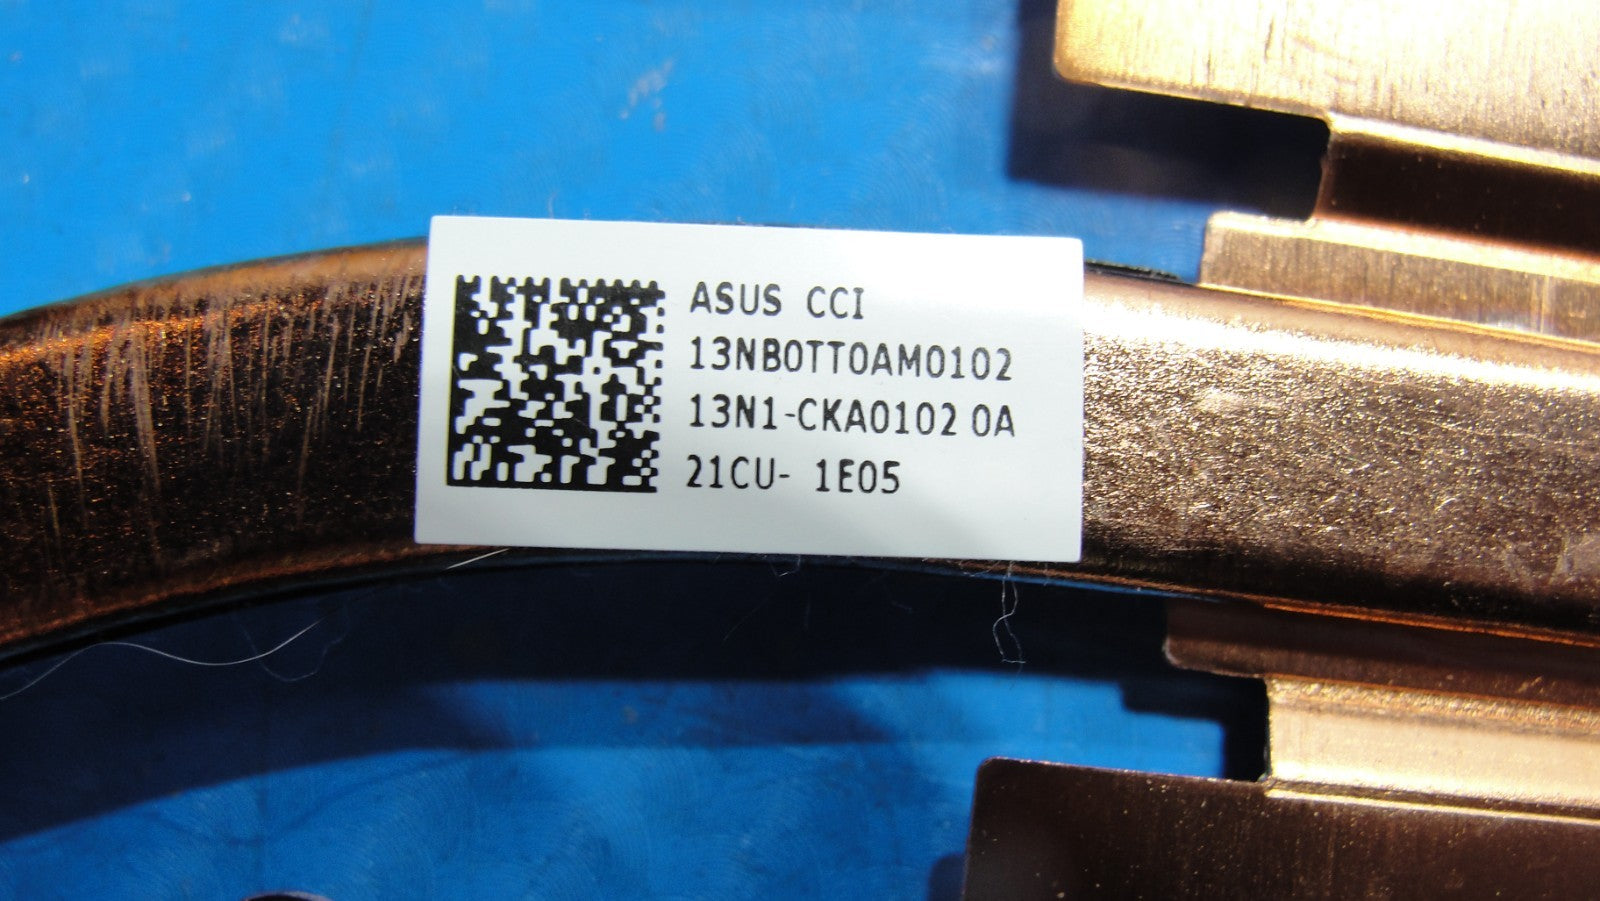 ASUS CCI
13NB0TT0AM0102
13N1-CKA0102 0A
21CU- 1E05